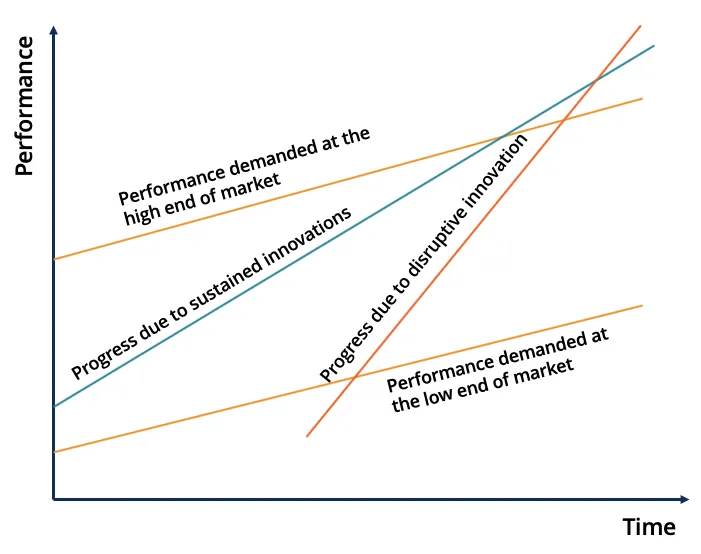 Performance
Performance demanded at the
high end of market
Progress due to sustained innovations
Progress due to disruptive innovation
Performance demanded at
the low end of market
Time